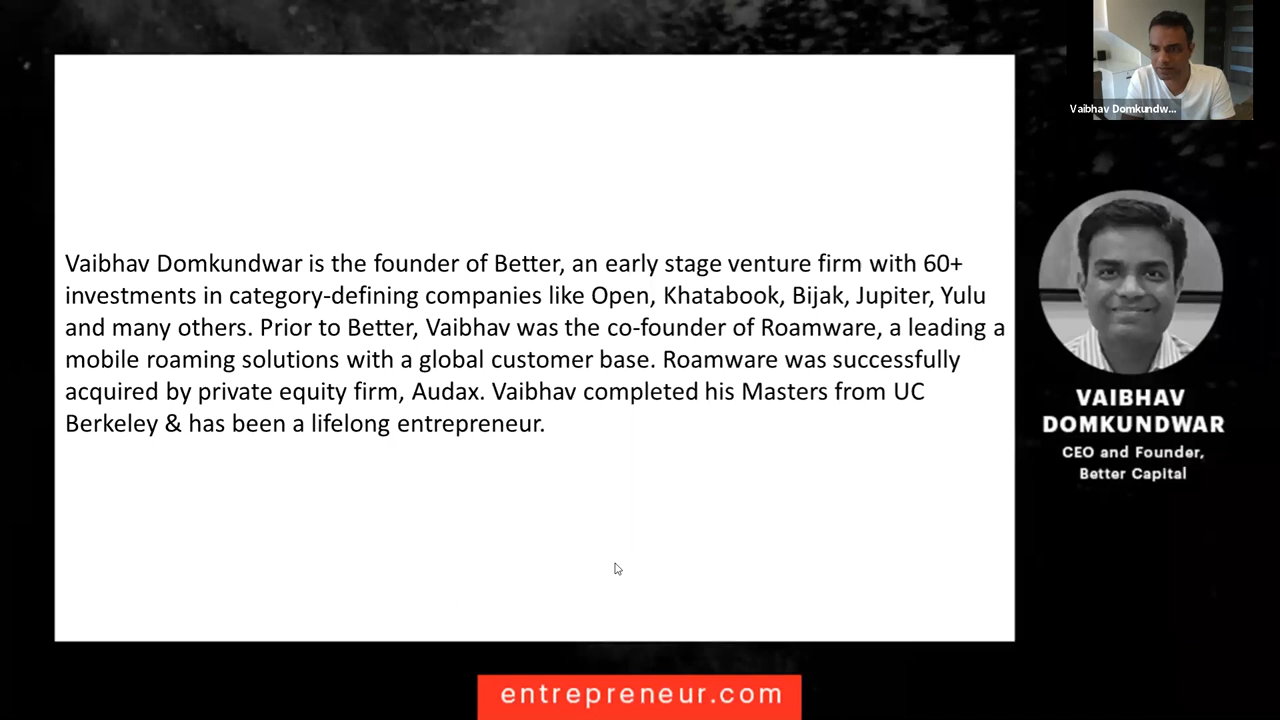 Vaibhav Domkundw...
Vaibhav Domkundwar is the founder of Better, an early stage venture firm with 60+
investments in category-defining companies like Open, Khatabook, Bijak, Jupiter, Yulu
and many others. Prior to Better, Vaibhav was the co-founder of Roamware, a leading a
mobile roaming solutions with a global customer base. Roamware was successfully
acquired by private equity firm, Audax. Vaibhav completed his Masters from UC
Berkeley & has been a lifelong entrepreneur.
VAIBHAV
DOMKUNDWAR
CEO and Founder,
Better Capital
entrepreneur.com